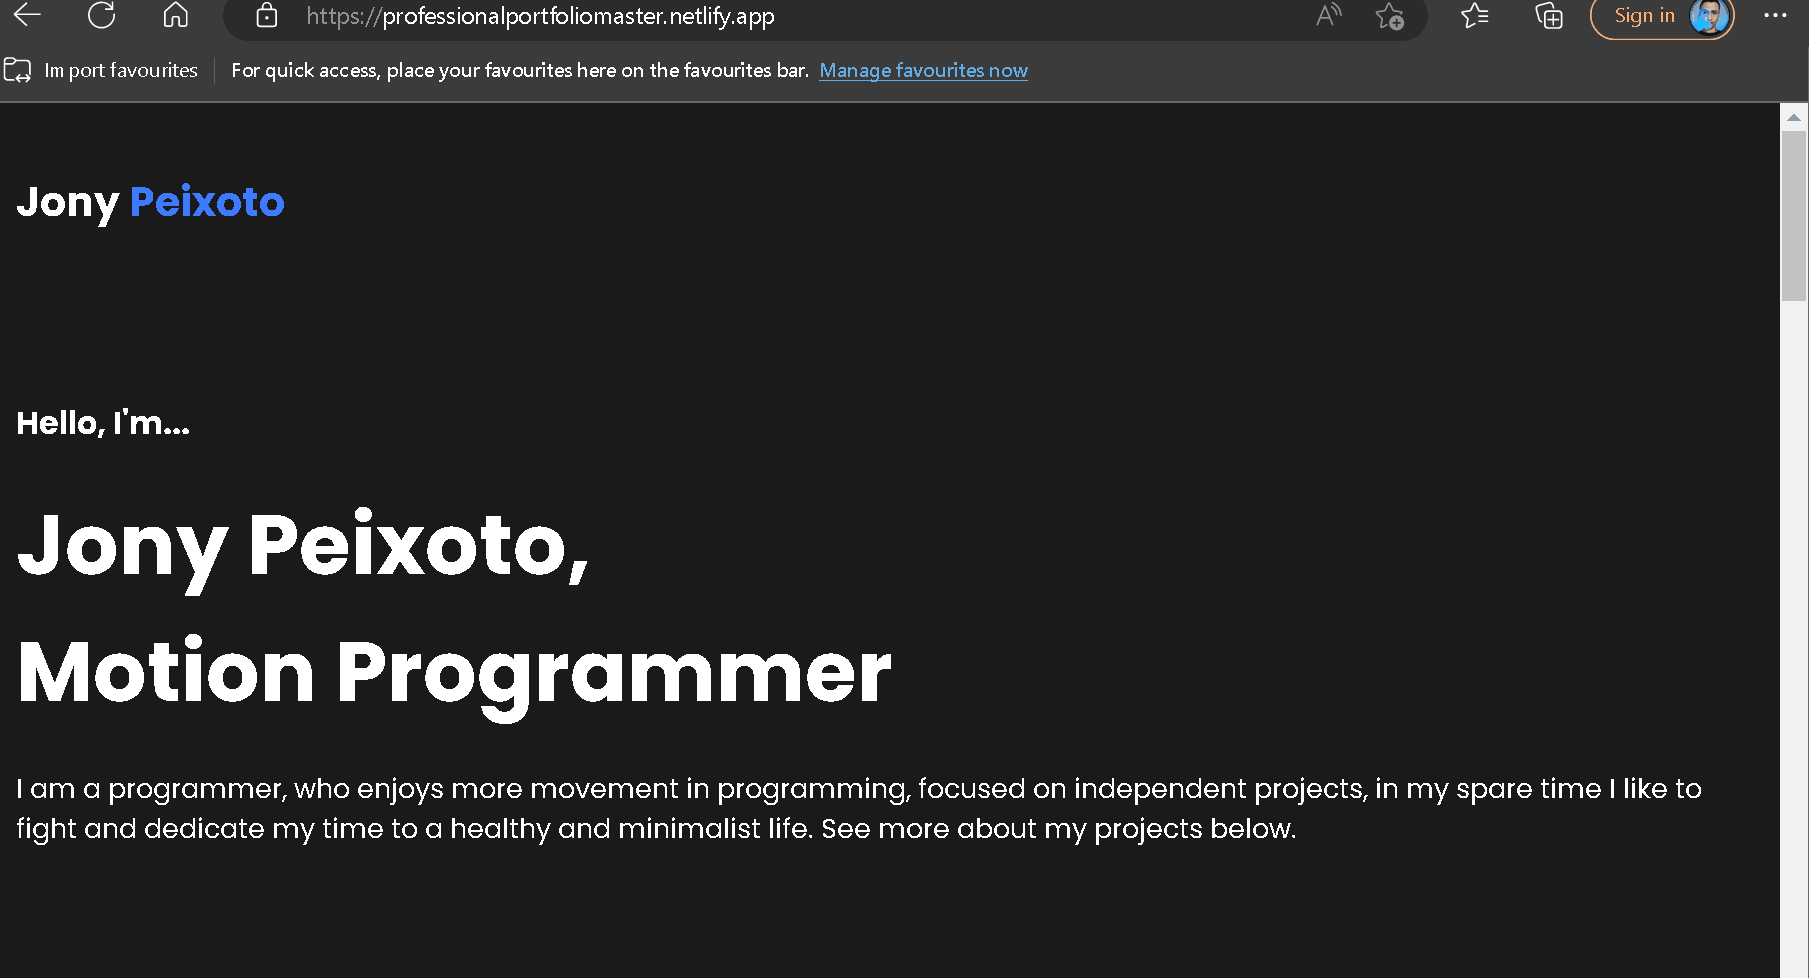 https://professionalportfoliomaster.netlify.app
Sign in
Import favourites For quick access, place your favourites here on the favourites bar. Manage favourites now
Jony Peixoto
Hello, I'm...
Jony Peixoto,
Motion Programmer
I am a programmer, who enjoys more movement in programming, focused on independent projects, in my spare time I like to
fight and dedicate my time to a healthy and minimalist life. See more about my projects below.